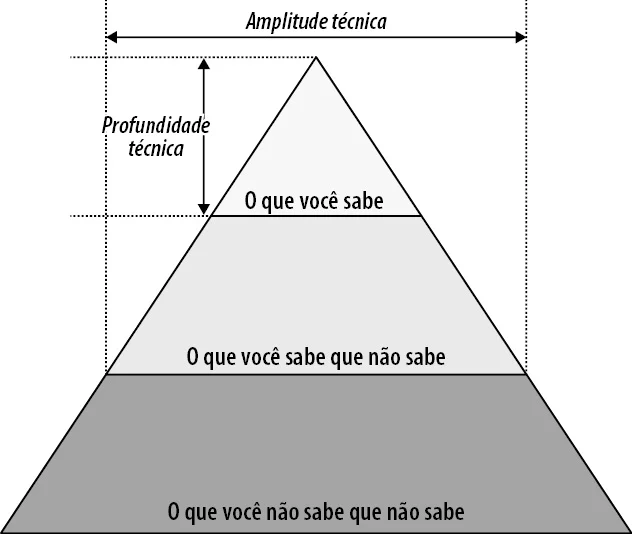 Amplitude técnica
Profundidade
técnica
O que você sabe
O que você sabe que não sabe
O que você não sabe que não sabe